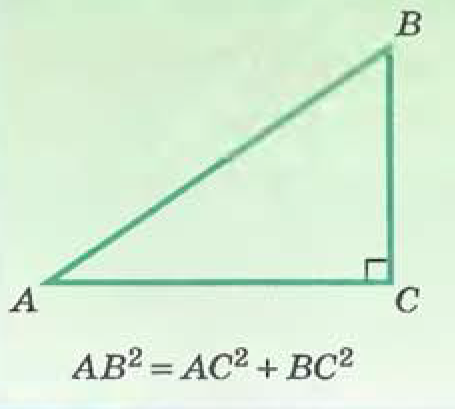 B
A
C
AB² = AC² + BC²